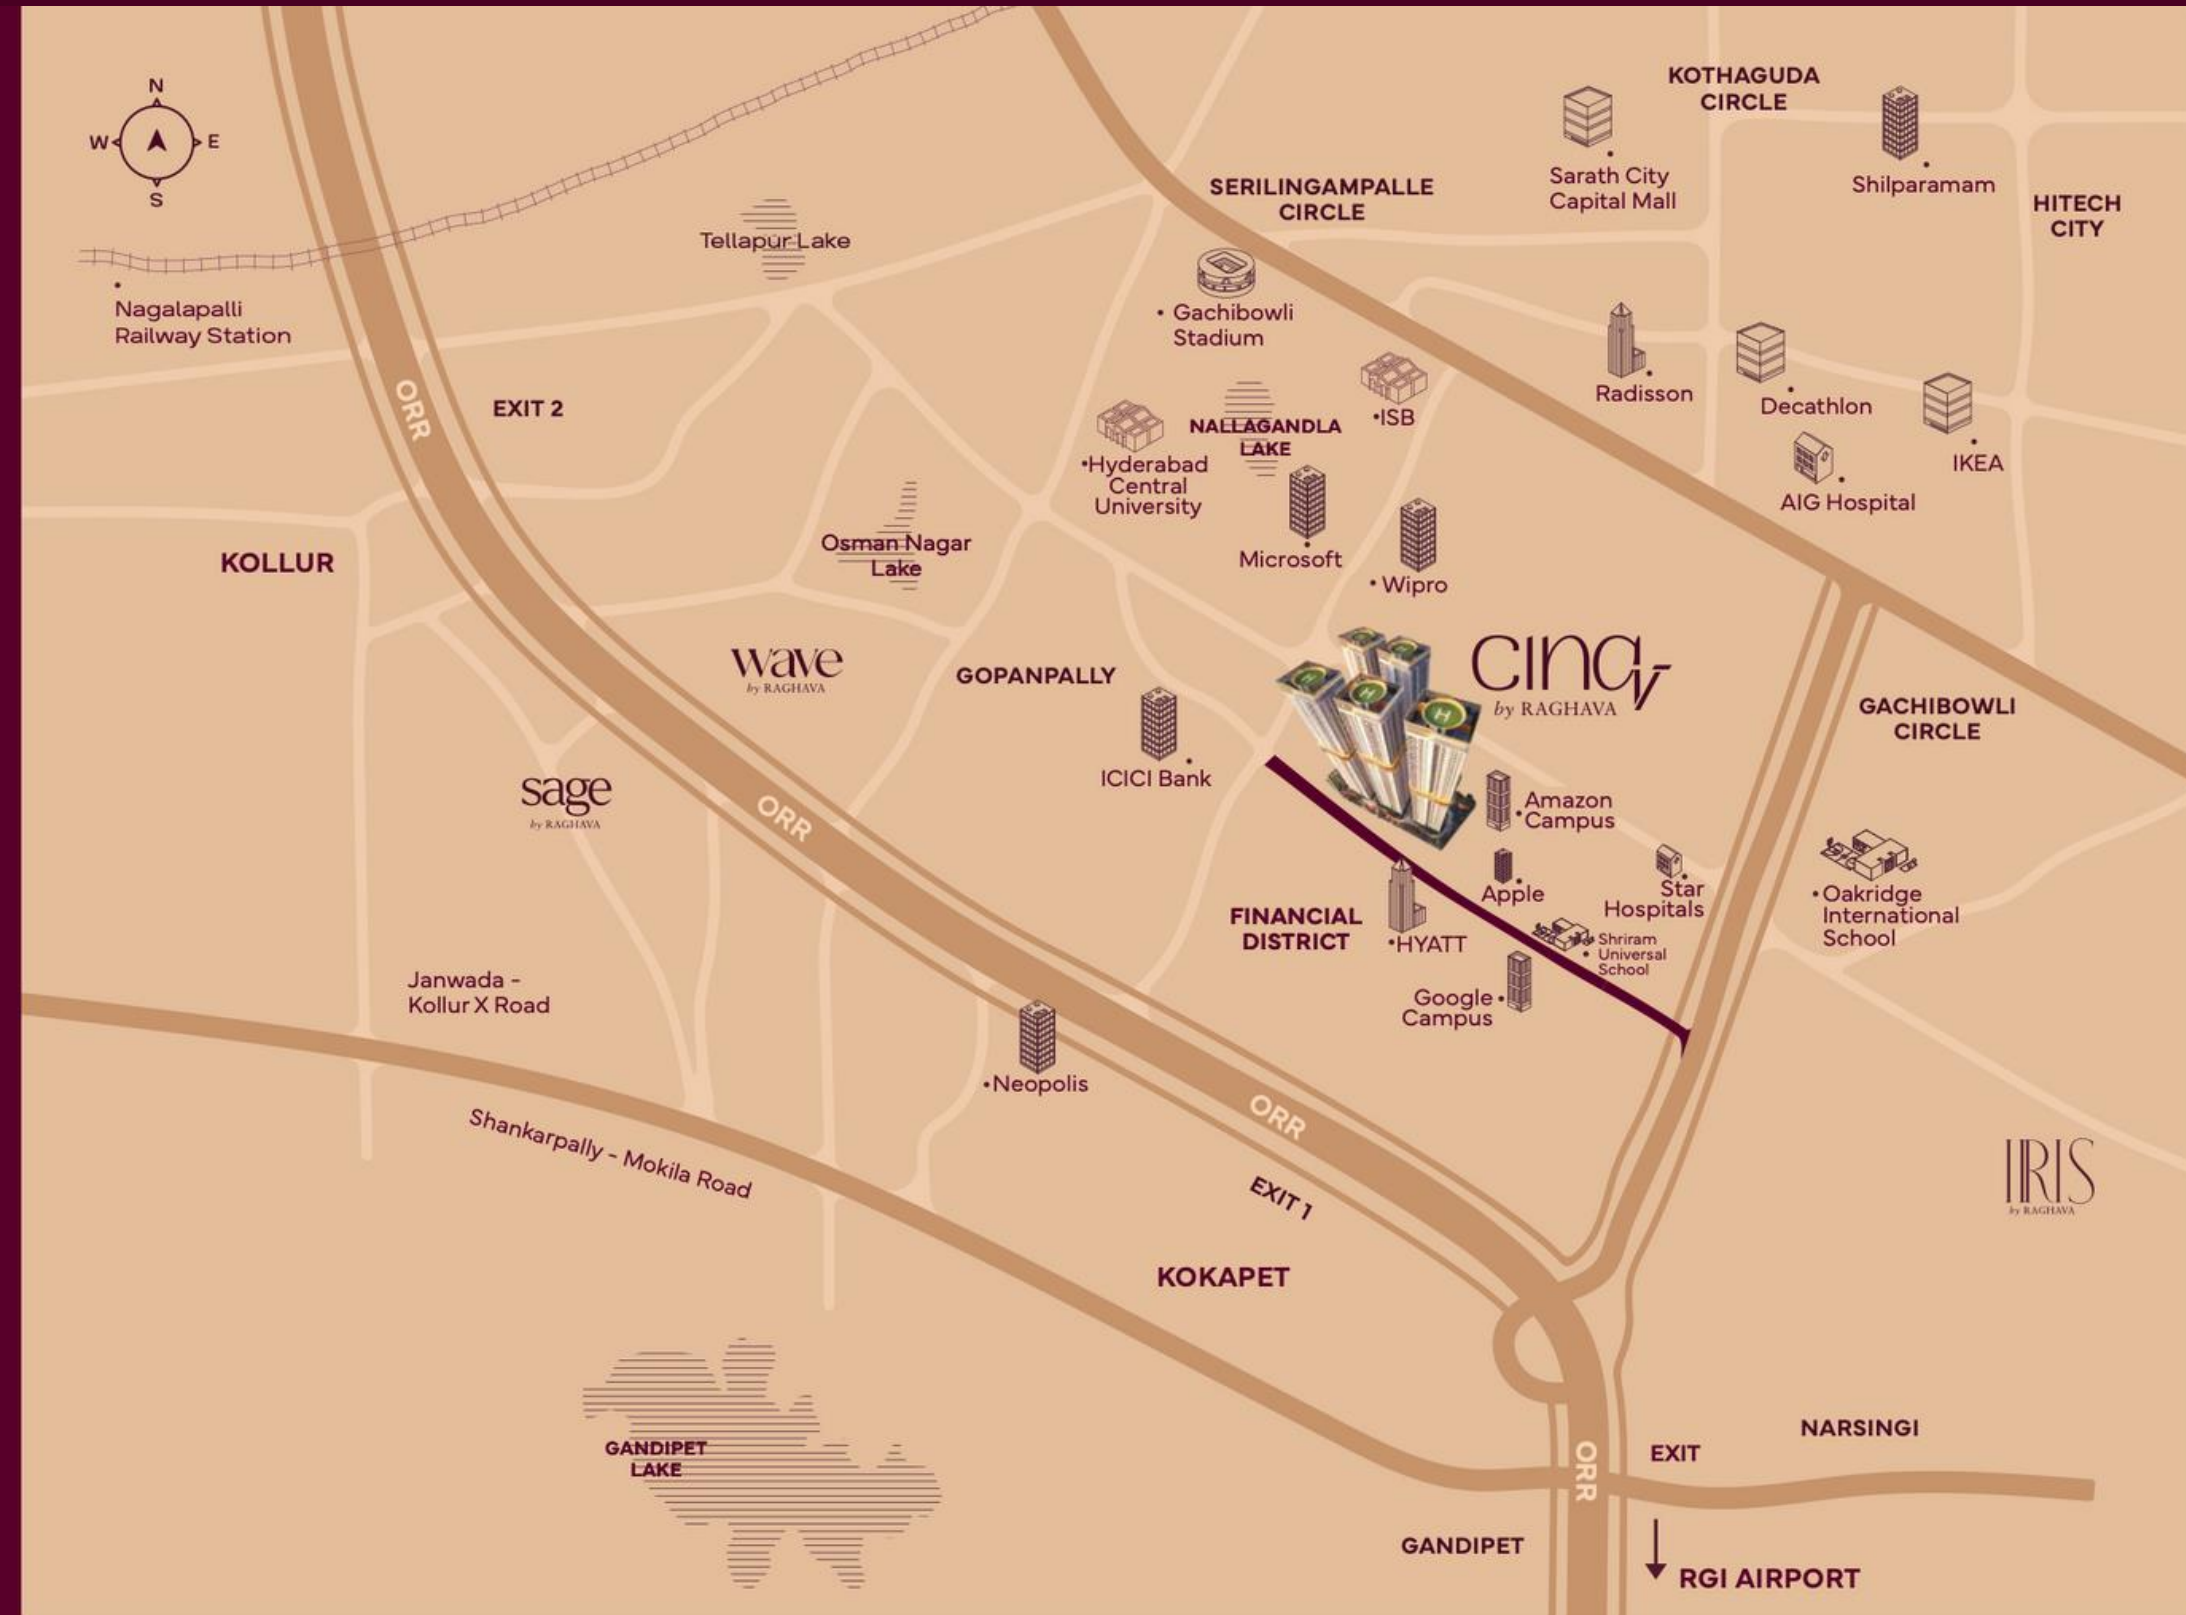 N
W
E
S
KOTHAGUDA
CIRCLE
Sarath City
Capital Mall
Shilparamam
HITECH
CITY
SERILINGAMPALLE
CIRCLE
Tellapur Lake
Nagalapalli
Railway Station
Gachibowli
Stadium
Radisson
Decathlon
IKEA
AIG Hospital
ORR
EXIT 2
NALLAGANDLA
LAKE
ISB
Hyderabad
Central
University
Microsoft
Wipro
KOLLUR
Osman Nagar
Lake
wave
by RAGHAVA
GOPANPALLY
ICICI Bank
H
H
H
H
H
cinq
by RAGHAVA
GACHIBOWLI
CIRCLE
sage
by RAGHAVA
ORR
Amazon
Campus
Apple
Star
Hospitals
Oakridge
International
School
FINANCIAL
DISTRICT
HYATT
Shriram
Universal
School
Google
Campus
Janwada -
Kollur X Road
Neopolis
Shankarpally - Mokila Road
ORR
EXIT 1
IRIS
by RAGHAVA
KOKAPET
GANDIPET
LAKE
ORR
EXIT
NARSINGI
GANDIPET
RGI AIRPORT